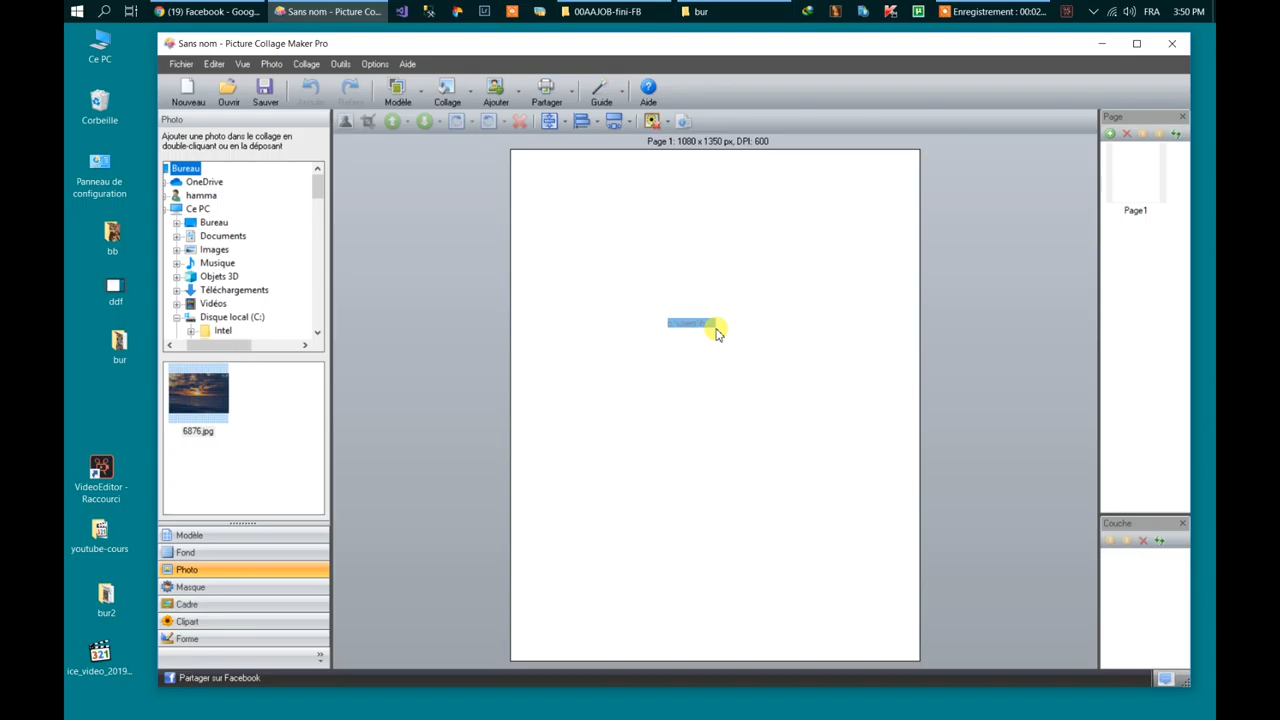 (19) Facebook - Goog...
Sans nom - Picture Co...
00AAJOB-fini-FB
bur
Enregistrement : 00:02...
FRA
3:50 PM
Ce PC
Corbeille
Panneau de
configuration
bb
ddf
bur
VideoEditor -
Raccourci
youtube-cours
bur2
ice_video_2019...
Sans nom - Picture Collage Maker Pro
Fichier
Editer
Vue
Photo
Collage
Outils
Options
Aide
Nouveau
Ouvrir
Sauver
Modèle
Collage
Ajouter
Partager
Guide
Aide
Photo
Ajouter une photo dans le collage en
double-cliquant ou en la déposant
Bureau
OneDrive
hamma
Ce PC
Bureau
Documents
Images
Musique
Objets 3D
Téléchargements
Vidéos
Disque local (C:)
Intel
6876.jpg
Modèle
Fond
Photo
Masque
Cadre
Clipart
Forme
Partager sur Facebook
Page 1: 1080 x 1350 px, DPI: 600
Page
Page1
Couche